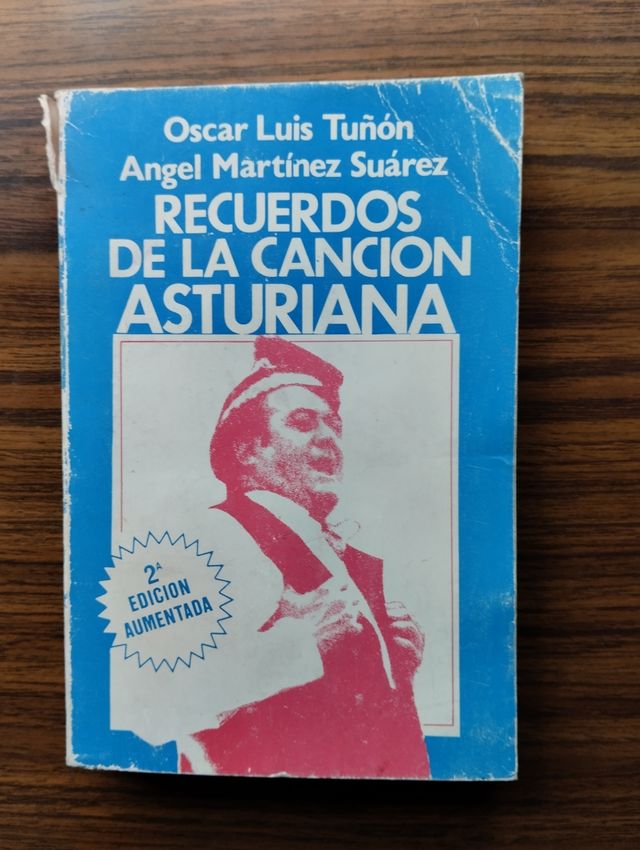 Oscar Luis Tuñón
Angel Martínez Suárez
RECUERDOS
DE LA CANCION
ASTURIANA
2ª
EDICION
AUMENTADA